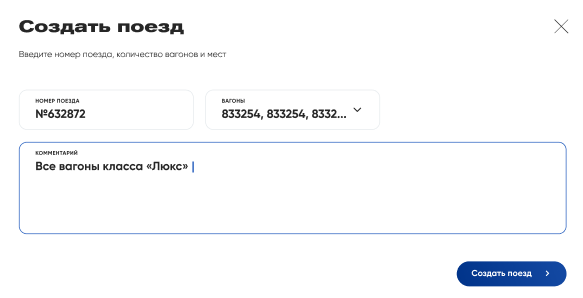 Создать поезд
Введите номер поезда, количество вагонов и мест
НОМЕР ПОЕЗДА
№632872
ВАГОНЫ
833254, 833254, 8332...
КОММЕНТАРИЙ
Все вагоны класса «Люкс»
Создать поезд